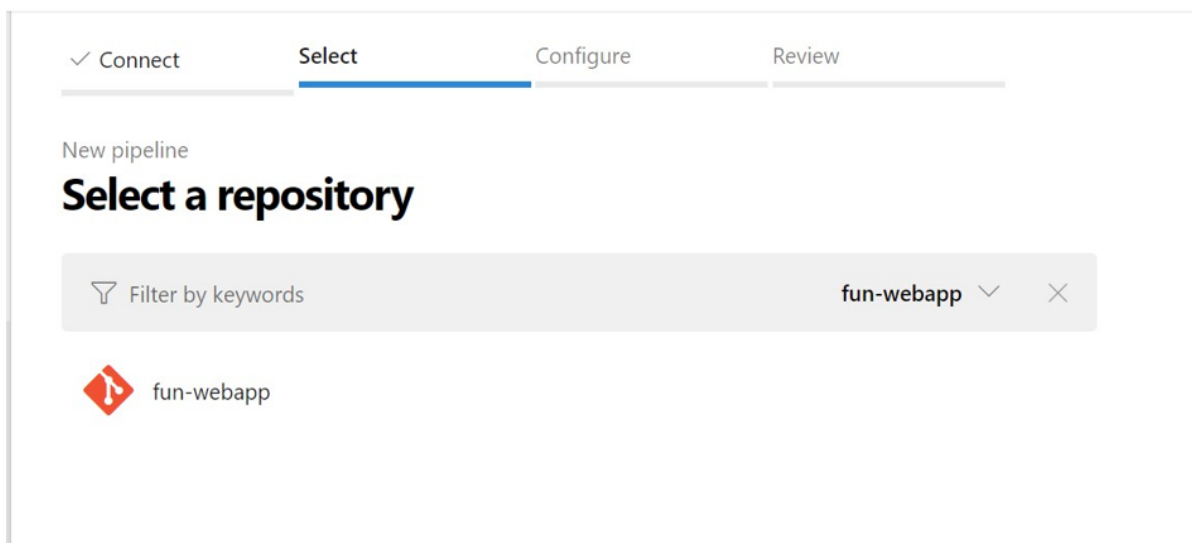 Connect Select Configure Review
New pipeline
Select a repository
Filter by keywords fun-webapp
fun-webapp